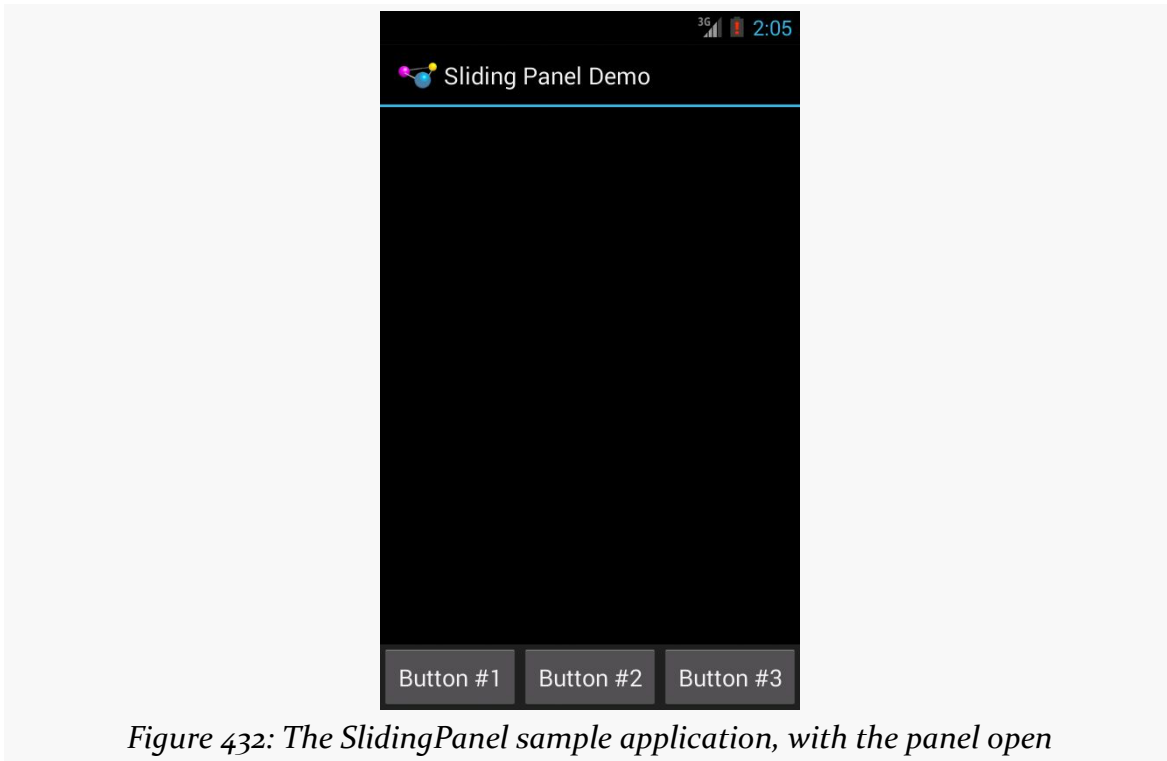 3G 2:05
Sliding Panel Demo
Button #1 Button #2 Button #3
Figure 432: The SlidingPanel sample application, with the panel open